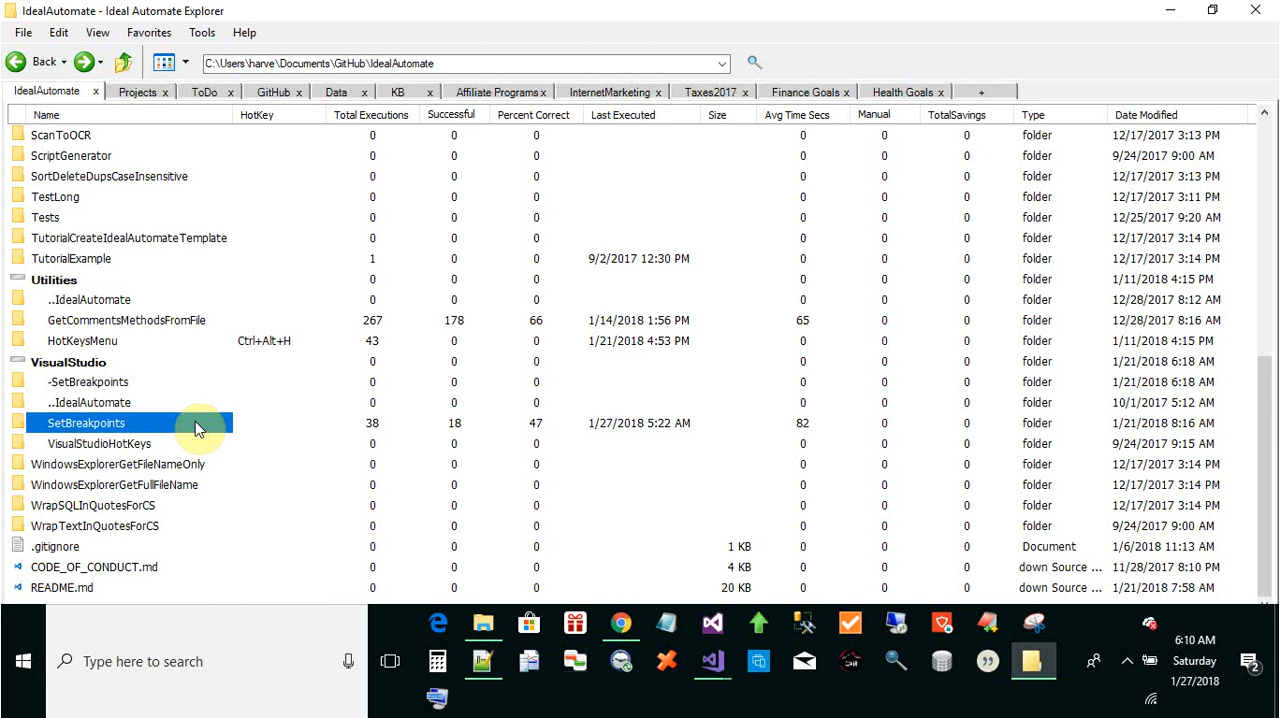 IdealAutomate - Ideal Automate Explorer
File Edit View Favorites Tools Help
Back C:\Users\harve\Documents\GitHub\IdealAutomate
IdealAutomate x Projects x ToDo x GitHub x Data x KB x Affiliate Programs x InternetMarketing x Taxes2017 x Finance Goals x Health Goals x +
Name HotKey Total Executions Successful Percent Correct Last Executed Size Avg Time Secs Manual TotalSavings Type Date Modified
ScanToOCR 0 0 0 0 0 0 folder 12/17/2017 3:13 PM
ScriptGenerator 0 0 0 0 0 0 folder 9/24/2017 9:00 AM
SortDeleteDupsCaseInsensitive 0 0 0 0 0 0 folder 12/17/2017 3:13 PM
TestLong 0 0 0 0 0 0 folder 12/17/2017 3:11 PM
Tests 0 0 0 0 0 0 folder 12/25/2017 9:20 AM
TutorialCreateIdealAutomateTemplate 0 0 0 0 0 0 folder 12/17/2017 3:14 PM
TutorialExample 1 0 0 9/2/2017 12:30 PM 0 0 0 folder 12/17/2017 3:14 PM
Utilities 0 0 0 0 0 0 folder 1/11/2018 4:15 PM
..IdealAutomate 0 0 0 0 0 0 folder 12/28/2017 8:12 AM
GetCommentsMethodsFromFile 267 178 66 1/14/2018 1:56 PM 65 0 0 folder 12/28/2017 8:16 AM
HotKeysMenu Ctrl+Alt+H 43 0 0 1/21/2018 4:53 PM 0 0 0 folder 1/11/2018 4:15 PM
VisualStudio 0 0 0 0 0 0 folder 1/21/2018 6:18 AM
-SetBreakpoints 0 0 0 0 0 0 folder 1/21/2018 6:18 AM
..IdealAutomate 0 0 0 0 0 0 folder 10/1/2017 5:12 AM
SetBreakpoints 38 18 47 1/27/2018 5:22 AM 82 0 0 folder 1/21/2018 8:16 AM
VisualStudioHotKeys 0 0 0 0 0 0 folder 9/24/2017 9:15 AM
WindowsExplorerGetFileNameOnly 0 0 0 0 0 0 folder 12/17/2017 3:14 PM
WindowsExplorerGetFullFileName 0 0 0 0 0 0 folder 12/17/2017 3:14 PM
WrapSQLInQuotesForCS 0 0 0 0 0 0 folder 12/17/2017 3:14 PM
WrapTextInQuotesForCS 0 0 0 0 0 0 folder 9/24/2017 9:00 AM
.gitignore 0 0 0 1 KB 0 0 0 Document 1/6/2018 11:13 AM
CODE_OF_CONDUCT.md 0 0 0 4 KB 0 0 0 down Source ... 11/28/2017 8:10 PM
README.md 0 0 0 20 KB 0 0 0 down Source ... 1/21/2018 7:58 AM
Type here to search
6:10 AM
Saturday
1/27/2018
2